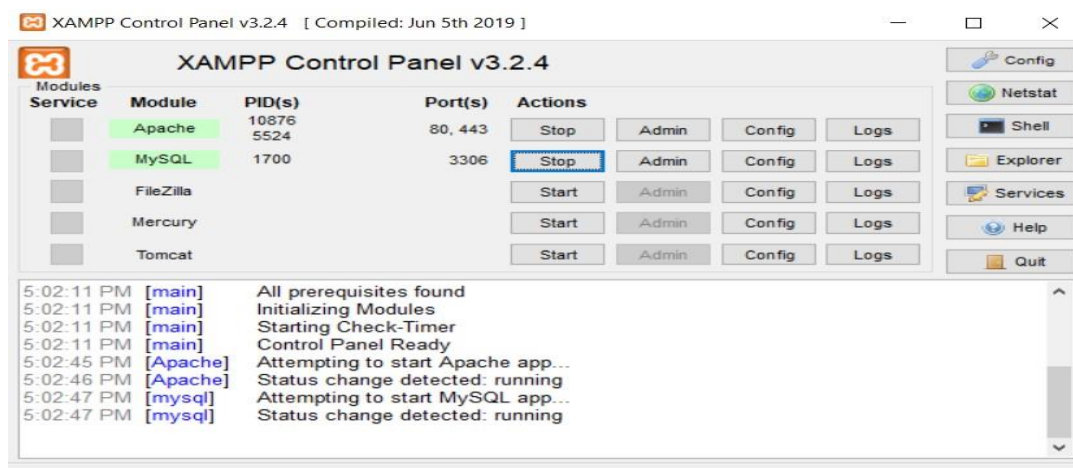 XAMPP Control Panel v3.2.4 [ Compiled: Jun 5th 2019 ]
XAMPP Control Panel v3.2.4
Config
Modules
Service Module PID(s) Port(s) Actions
Netstat
Apache 10876 5524 80, 443 Stop Admin Config Logs
Shell
MySQL 1700 3306 Stop Admin Config Logs
Explorer
FileZilla Start Admin Config Logs
Services
Mercury Start Admin Config Logs
Help
Tomcat Start Admin Config Logs
Quit
5:02:11 PM [main] All prerequisites found
5:02:11 PM [main] Initializing Modules
5:02:11 PM [main] Starting Check-Timer
5:02:11 PM [main] Control Panel Ready
5:02:45 PM [Apache] Attempting to start Apache app...
5:02:46 PM [Apache] Status change detected: running
5:02:47 PM [mysql] Attempting to start MySQL app...
5:02:47 PM [mysql] Status change detected: running